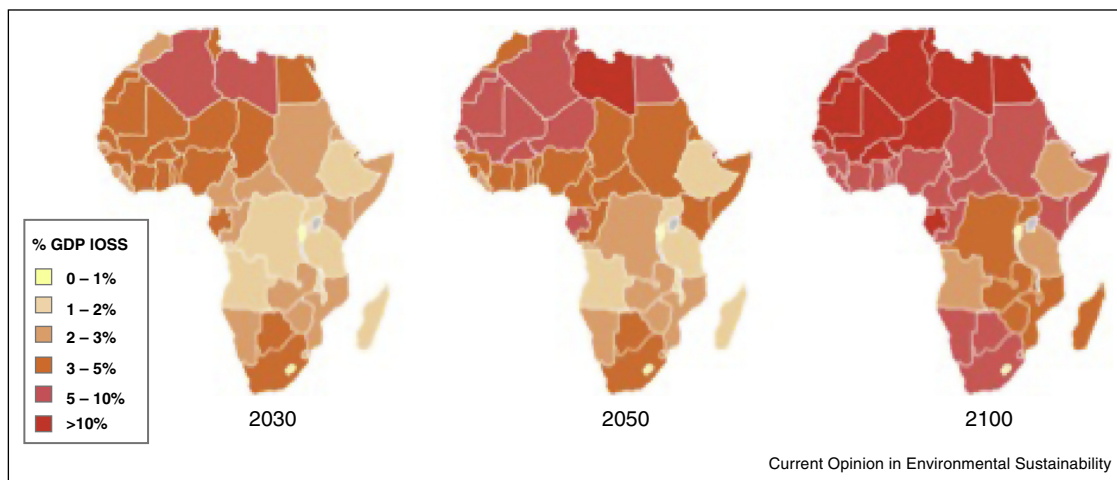 % GDP lOSS
0 – 1%
1 – 2%
2 – 3%
3 – 5%
5 – 10%
>10%
2030
2050
2100
Current Opinion in Environmental Sustainability